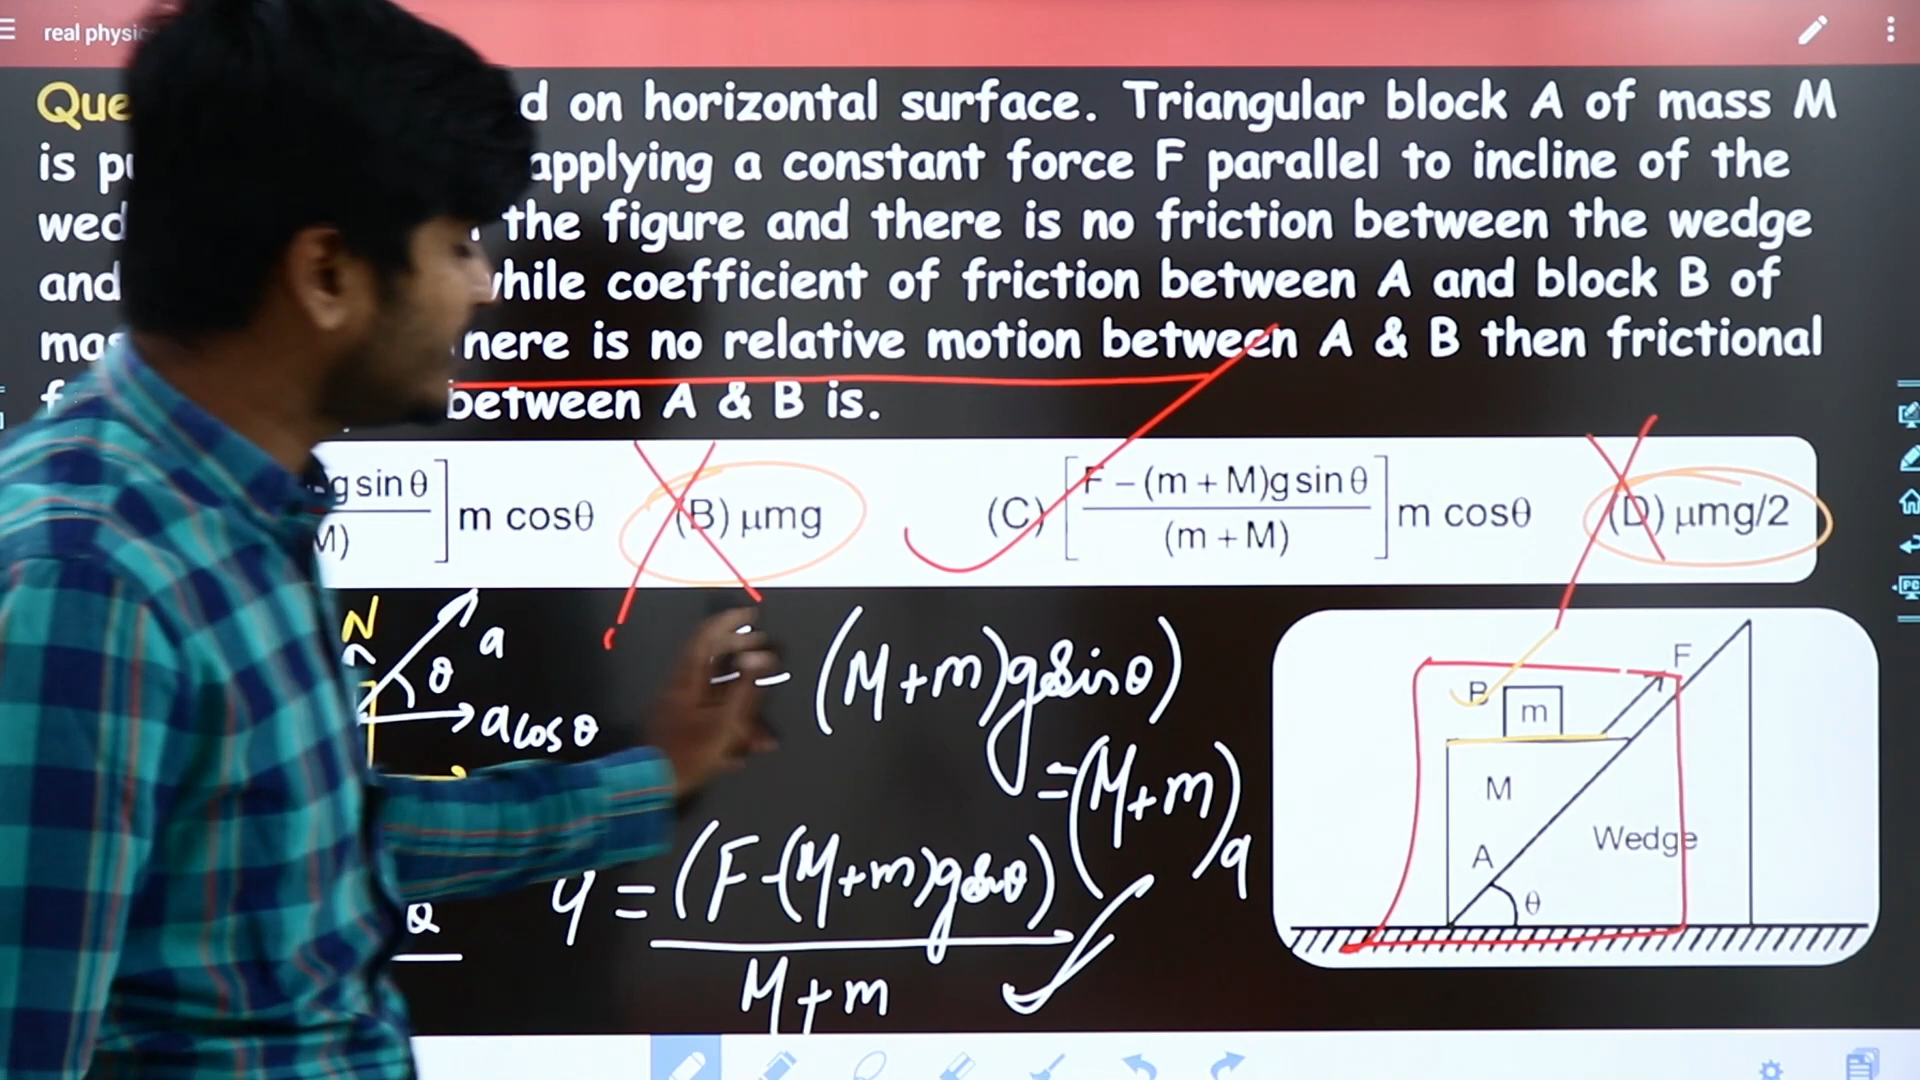 real physi
Que d on horizontal surface. Triangular block A of mass M
is applying a constant force F parallel to incline of the
wed the figure and there is no friction between the wedge
and while coefficient of friction between A and block B of
mas here is no relative motion between A & B then frictional
f between A & B is.
g sin θ
M) ] m cosθ
(B) μmg
(C) [F − (m + M)g sin θ / (m + M)] m cosθ
(D) μmg/2
N
a
θ
a cos θ
- (M+m)g sin θ)
= (M+m)a
a = (F-(M+m)g sin θ) / M+m
F
B
m
M
A
Wedge
θ
PC